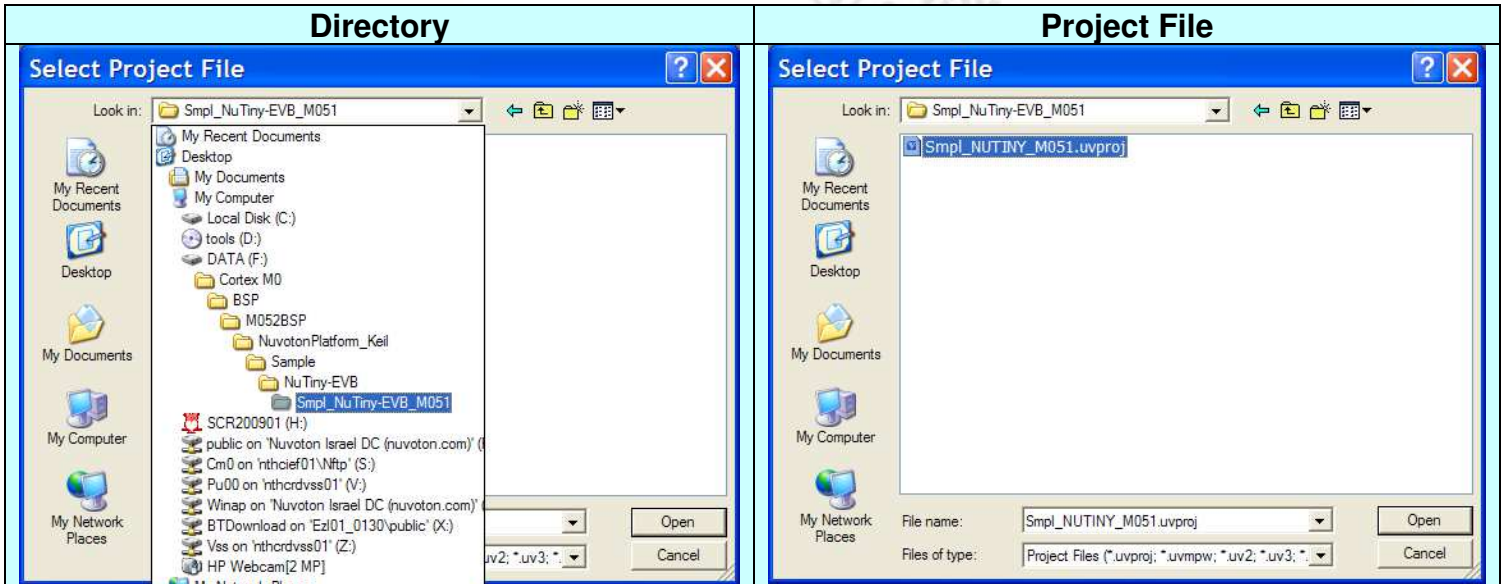 Directory
Select Project File
Look in: Smpl_NuTiny-EVB_M051
My Recent Documents
Desktop
My Documents
My Computer
Local Disk (C:)
tools (D:)
DATA (F:)
Cortex M0
BSP
M052BSP
NuvotonPlatform_Keil
Sample
NuTiny-EVB
Smpl_NuTiny-EVB_M051
SCR200901 (H:)
public on 'Nuvoton Israel DC (nuvoton.com)' (
Cm0 on 'nthcief01\Nftp' (S:)
Pu00 on 'nthcrdvss01' (V:)
Winap on 'Nuvoton Israel DC (nuvoton.com)' (
BTDownload on 'Ezl01_0130\public' (X:)
Vss on 'nthcrdvss01' (Z:)
HP Webcam[2 MP]
My Recent
Documents
Desktop
My Documents
My Computer
My Network
Places
Open
uv2; *.uv3; *.
Cancel
Project File
Select Project File
Look in: Smpl_NuTiny-EVB_M051
Smpl_NUTINY_M051.uvproj
My Recent
Documents
Desktop
My Documents
My Computer
My Network
Places
File name: Smpl_NUTINY_M051.uvproj
Open
Files of type: Project Files (*.uvproj; *.uvmpw; *.uv2; *.uv3; *.
Cancel